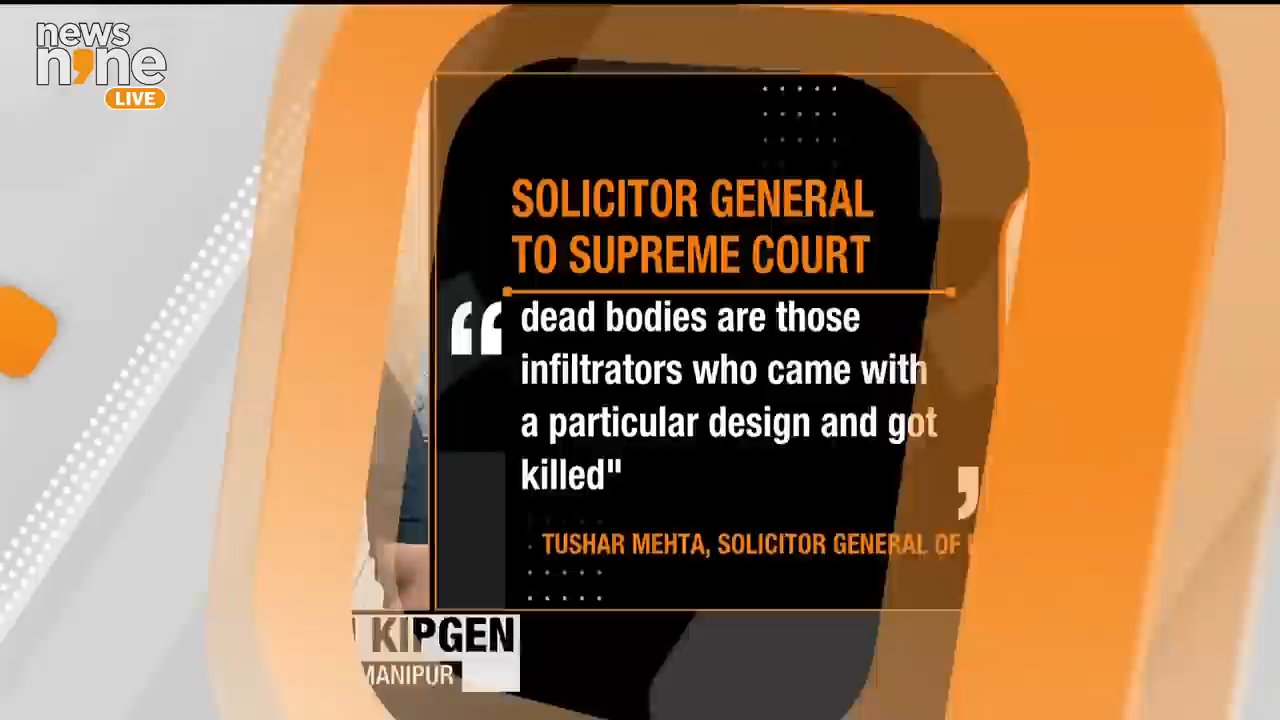 news
n9ne
LIVE
SOLICITOR GENERAL
TO SUPREME COURT
“ dead bodies are those
infiltrators who came with
a particular design and got
killed"
TUSHAR MEHTA, SOLICITOR GENERAL OF
KIPGEN
MANIPUR